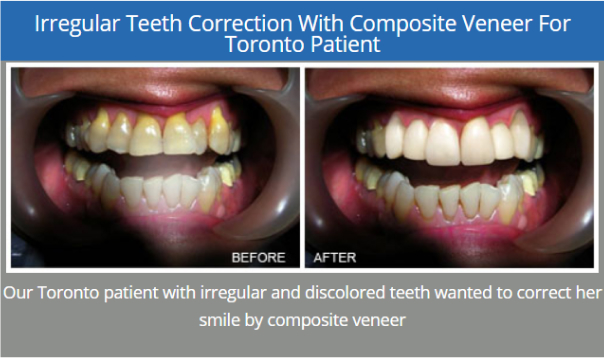 Irregular Teeth Correction With Composite Veneer For
Toronto Patient
BEFORE
AFTER
Our Toronto patient with irregular and discolored teeth wanted to correct her
smile by composite veneer